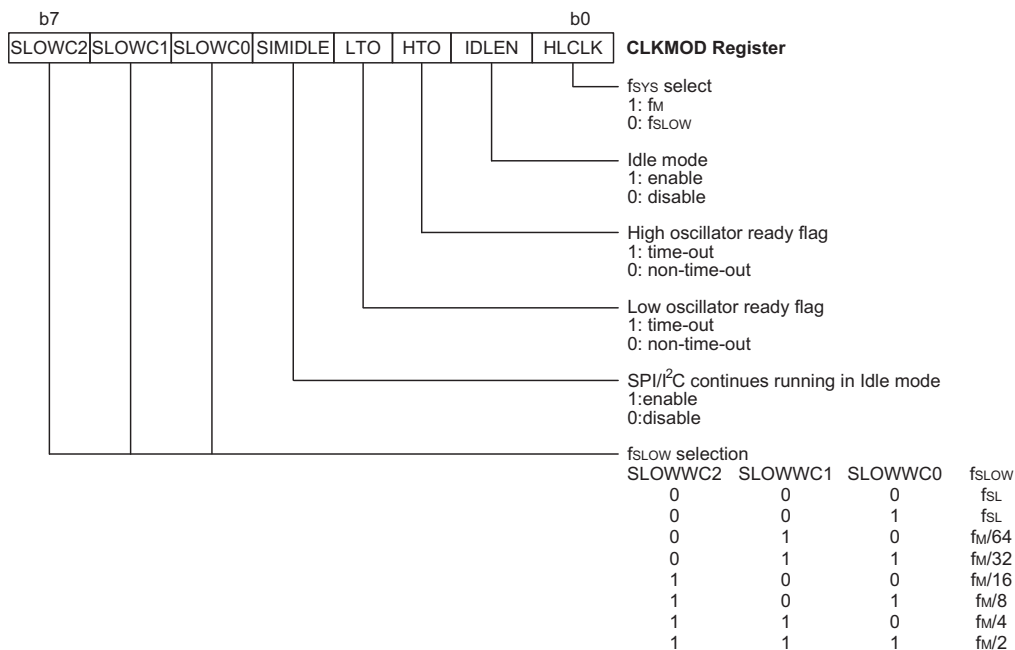 b7 b0
SLOWC2 SLOWC1 SLOWC0 SIMIDLE LTO HTO IDLEN HLCLK CLKMOD Register
fSYS select
1: fM
0: fSLOW
Idle mode
1: enable
0: disable
High oscillator ready flag
1: time-out
0: non-time-out
Low oscillator ready flag
1: time-out
0: non-time-out
SPI/I2C continues running in Idle mode
1:enable
0:disable
fSLOW selection
SLOWWC2 SLOWWC1 SLOWWC0 fSLOW
0 0 0 fSL
0 0 1 fSL
0 1 0 fM/64
0 1 1 fM/32
1 0 0 fM/16
1 0 1 fM/8
1 1 0 fM/4
1 1 1 fM/2